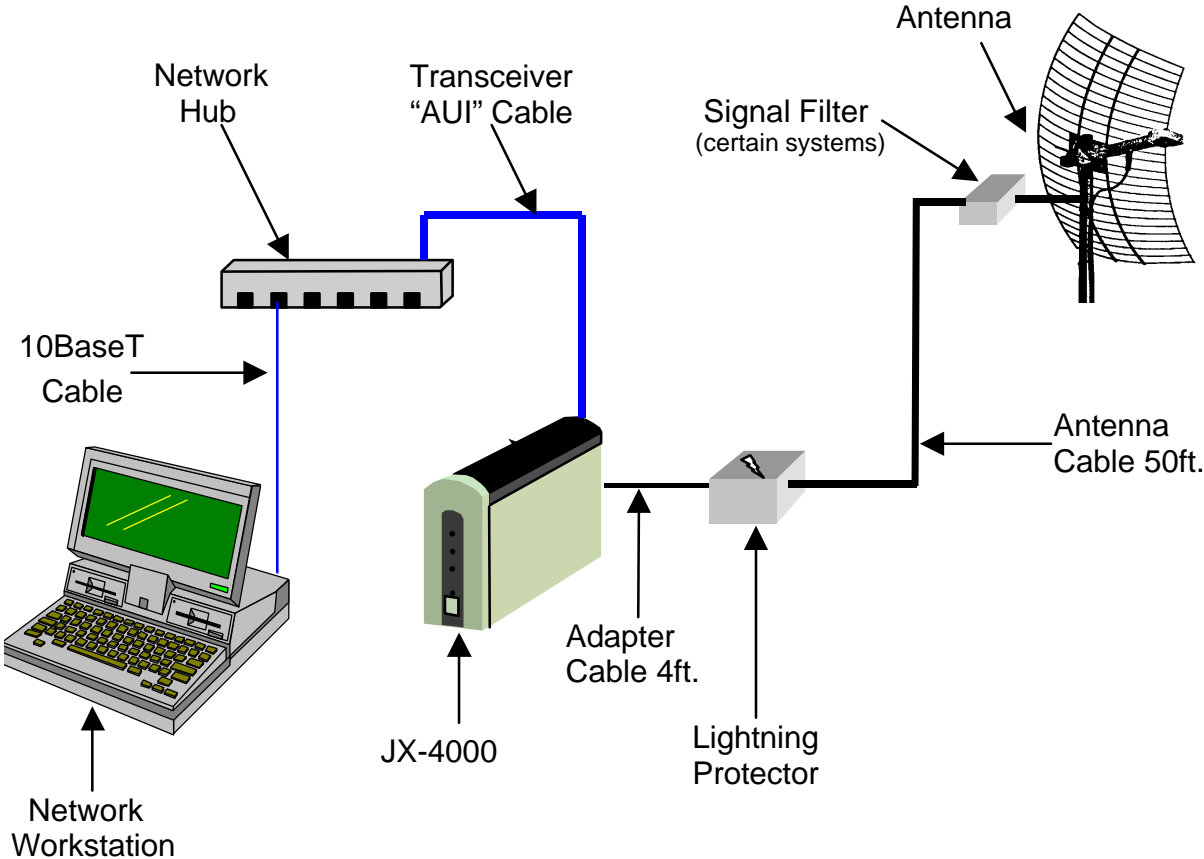 Antenna
Network
Hub
Transceiver
“AUI” Cable
Signal Filter
(certain systems)
10BaseT
Cable
Antenna
Cable 50ft.
Adapter
Cable 4ft.
JX-4000
Lightning
Protector
Network
Workstation